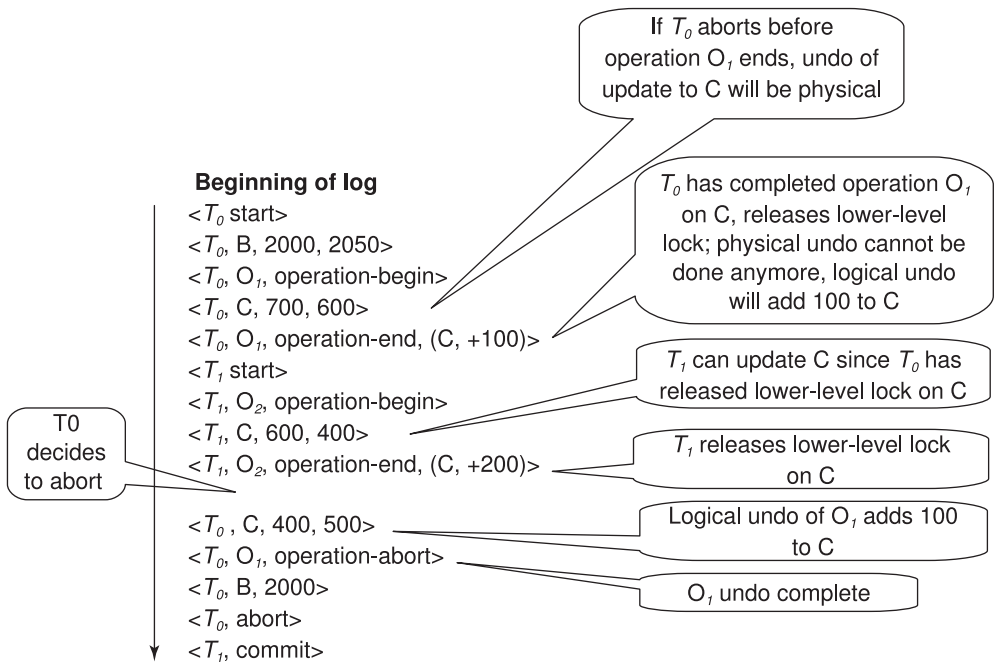 If T0 aborts before
operation O1 ends, undo of
update to C will be physical
Beginning of log
<T0 start>
<T0, B, 2000, 2050>
<T0, O1, operation-begin>
<T0, C, 700, 600>
<T0, O1, operation-end, (C, +100)>
<T1 start>
<T1, O2, operation-begin>
<T1, C, 600, 400>
<T1, O2, operation-end, (C, +200)>
<T0 , C, 400, 500>
<T0, O1, operation-abort>
<T0, B, 2000>
<T0, abort>
<T1, commit>
T0 has completed operation O1
on C, releases lower-level
lock; physical undo cannot be
done anymore, logical undo
will add 100 to C
T1 can update C since T0 has
released lower-level lock on C
T1 releases lower-level lock
on C
T0
decides
to abort
Logical undo of O1 adds 100
to C
O1 undo complete